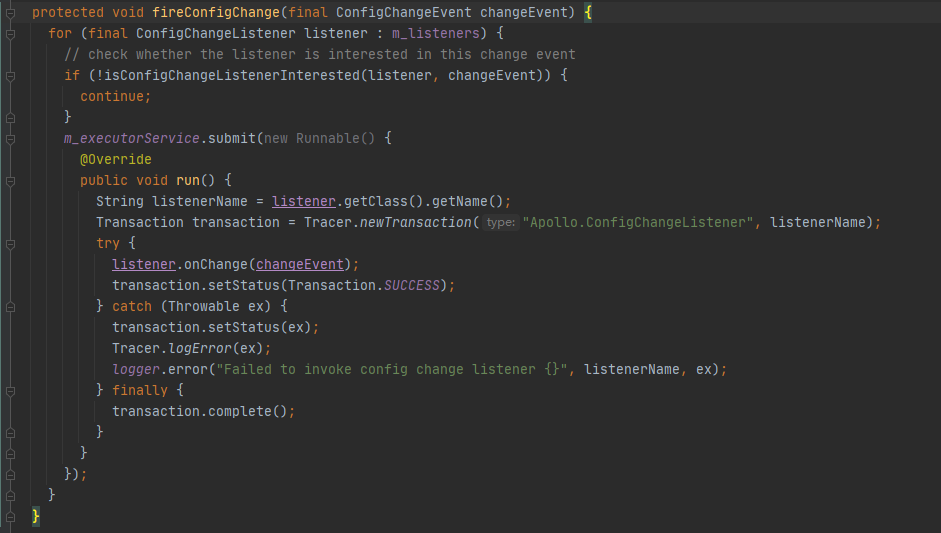 protected void fireConfigChange(final ConfigChangeEvent changeEvent) {
  for (final ConfigChangeListener listener : m_listeners) {
    // check whether the listener is interested in this change event
    if (!isConfigChangeListenerInterested(listener, changeEvent)) {
      continue;
    }
    m_executorService.submit(new Runnable() {
      @Override
      public void run() {
        String listenerName = listener.getClass().getName();
        Transaction transaction = Tracer.newTransaction( type: "Apollo.ConfigChangeListener", listenerName);
        try {
          listener.onChange(changeEvent);
          transaction.setStatus(Transaction.SUCCESS);
        } catch (Throwable ex) {
          transaction.setStatus(ex);
          Tracer.logError(ex);
          logger.error("Failed to invoke config change listener {}", listenerName, ex);
        } finally {
          transaction.complete();
        }
      }
    });
  }
}